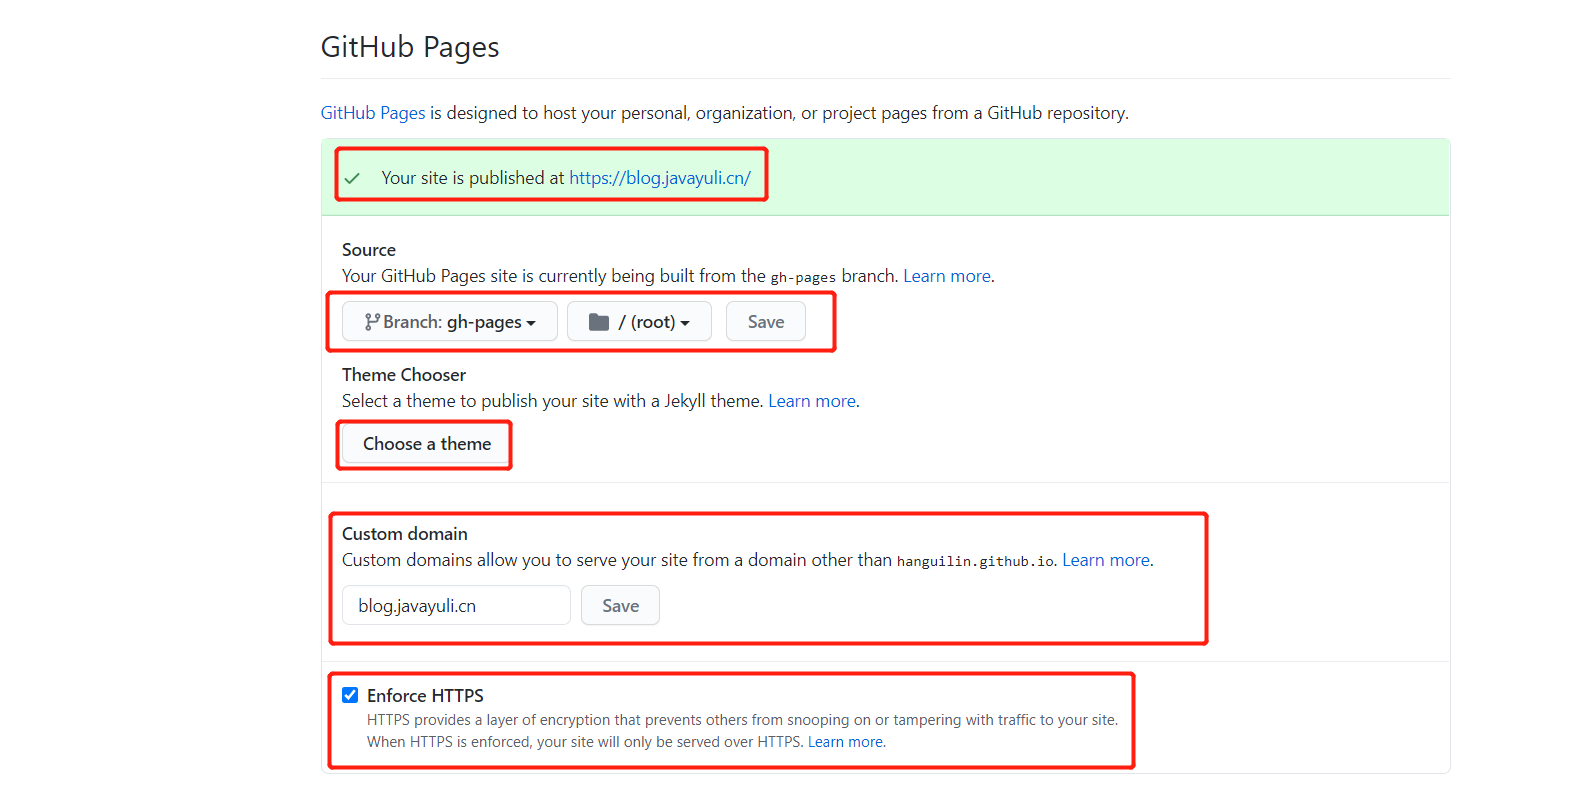 GitHub Pages
GitHub Pages is designed to host your personal, organization, or project pages from a GitHub repository.
Your site is published at https://blog.javayuli.cn/
Source
Your GitHub Pages site is currently being built from the gh-pages branch. Learn more.
Branch: gh-pages / (root) Save
Theme Chooser
Select a theme to publish your site with a Jekyll theme. Learn more.
Choose a theme
Custom domain
Custom domains allow you to serve your site from a domain other than hanguilin.github.io. Learn more.
blog.javayuli.cn Save
Enforce HTTPS
HTTPS provides a layer of encryption that prevents others from snooping on or tampering with traffic to your site.
When HTTPS is enforced, your site will only be served over HTTPS. Learn more.